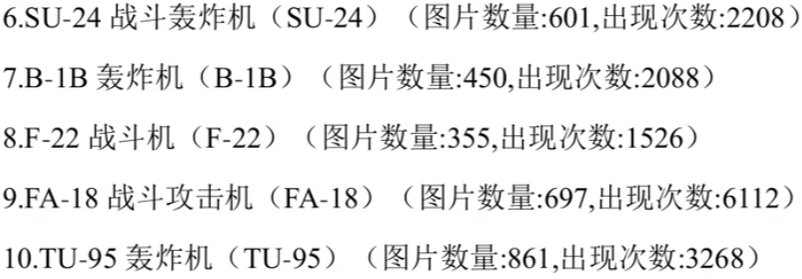 6.SU-24 战斗轰炸机（SU-24）（图片数量:601,出现次数:2208）
7.B-1B 轰炸机（B-1B）（图片数量:450,出现次数:2088）
8.F-22 战斗机（F-22）（图片数量:355,出现次数:1526）
9.FA-18 战斗攻击机（FA-18）（图片数量:697,出现次数:6112）
10.TU-95 轰炸机（TU-95）（图片数量:861,出现次数:3268）